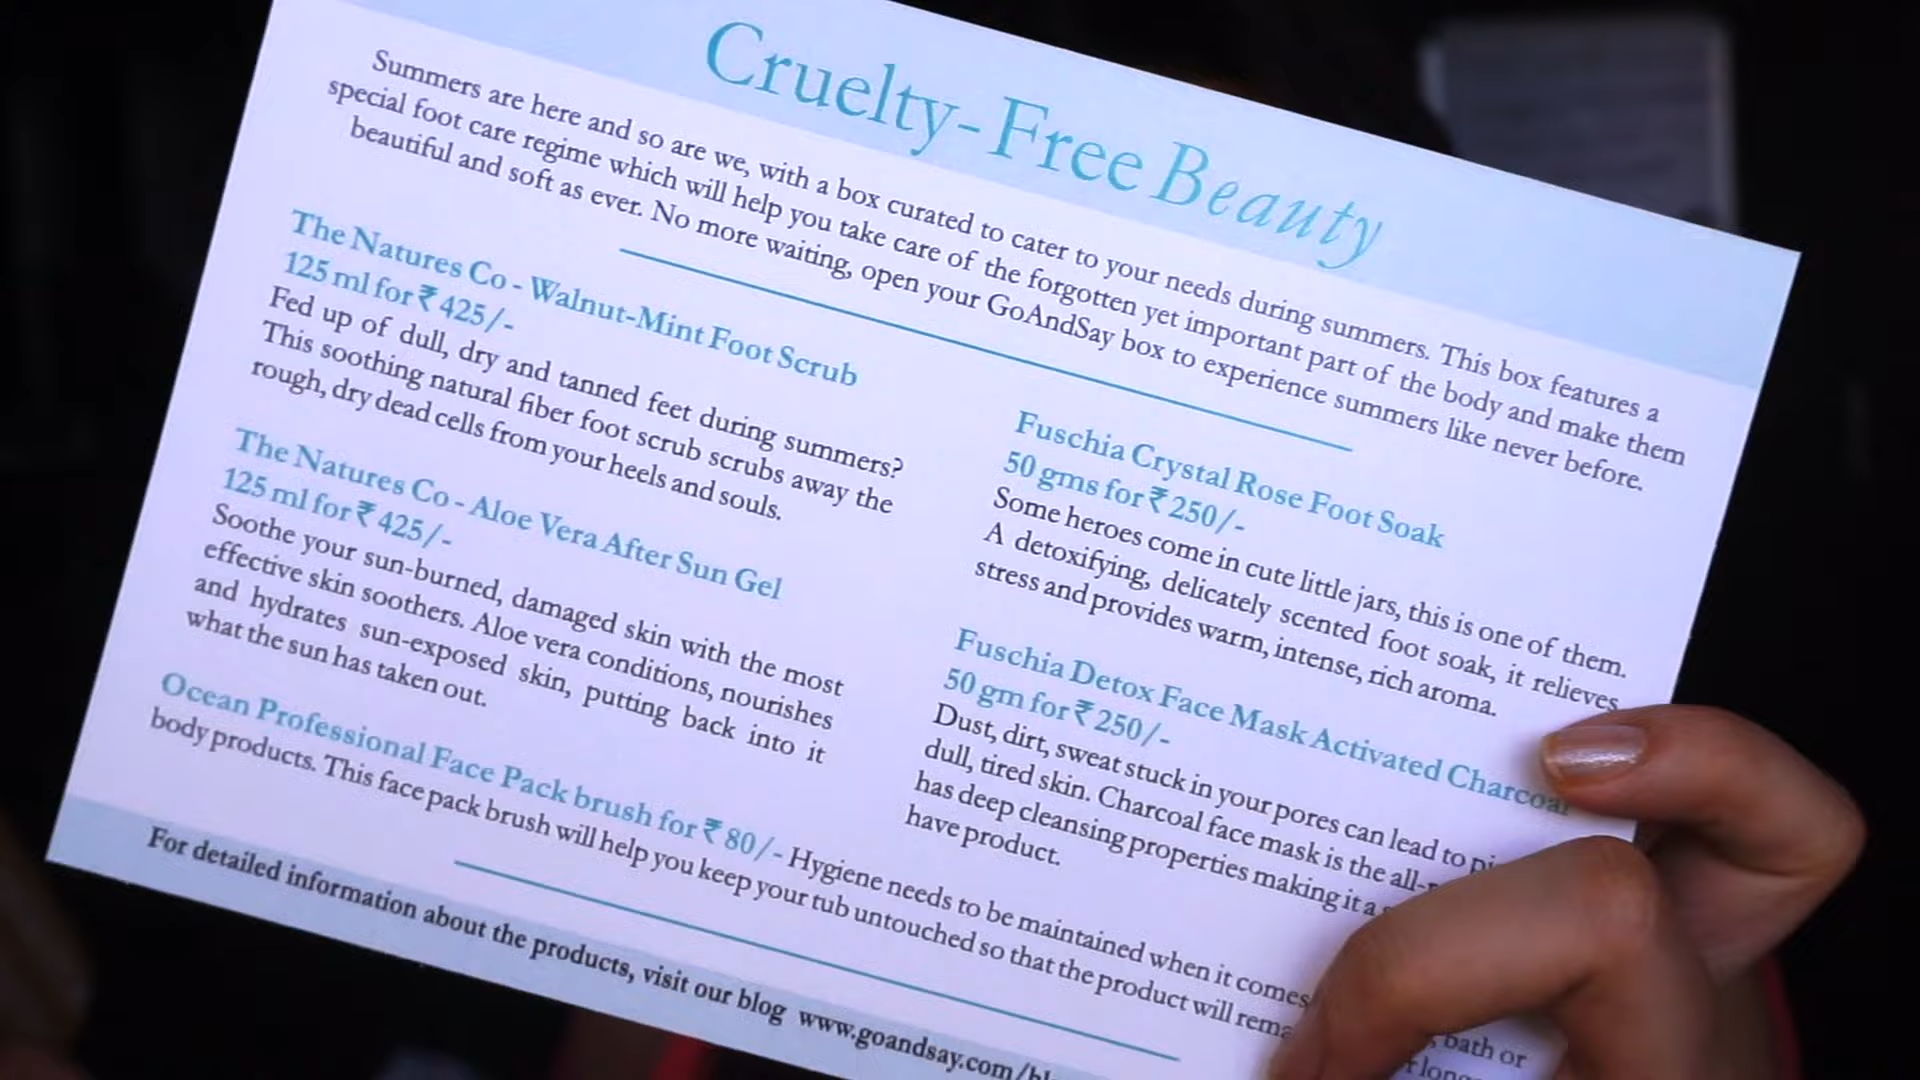 Cruelty-Free Beauty
Summers are here and so are we, with a box curated to cater to your needs during summers. This box features a
special foot care regime which will help you take care of the forgotten yet important part of the body and make them
beautiful and soft as ever. No more waiting, open your GoAndSay box to experience summers like never before.
The Natures Co - Walnut-Mint Foot Scrub
125 ml for ₹ 425/-
Fed up of dull, dry and tanned feet during summers?
This soothing natural fiber foot scrub scrubs away the
rough, dry dead cells from your heels and souls.
The Natures Co - Aloe Vera After Sun Gel
125 ml for ₹ 425/-
Soothe your sun-burned, damaged skin with the most
effective skin soothers. Aloe vera conditions, nourishes
and hydrates sun-exposed skin, putting back into it
what the sun has taken out.
Fuschia Crystal Rose Foot Soak
50 gms for ₹ 250/-
Some heroes come in cute little jars, this is one of them.
A detoxifying, delicately scented foot soak, it relieves
stress and provides warm, intense, rich aroma.
Fuschia Detox Face Mask Activated Charcoal
50 gm for ₹ 250/-
Dust, dirt, sweat stuck in your pores can lead to
dull, tired skin. Charcoal face mask is the all-
has deep cleansing properties making it a
have product.
Ocean Professional Face Pack brush for ₹ 80/- Hygiene needs to be maintained when it comes bath or
body products. This face pack brush will help you keep your tub untouched so that the product will
For detailed information about the products, visit our blog www.goandsay.com/